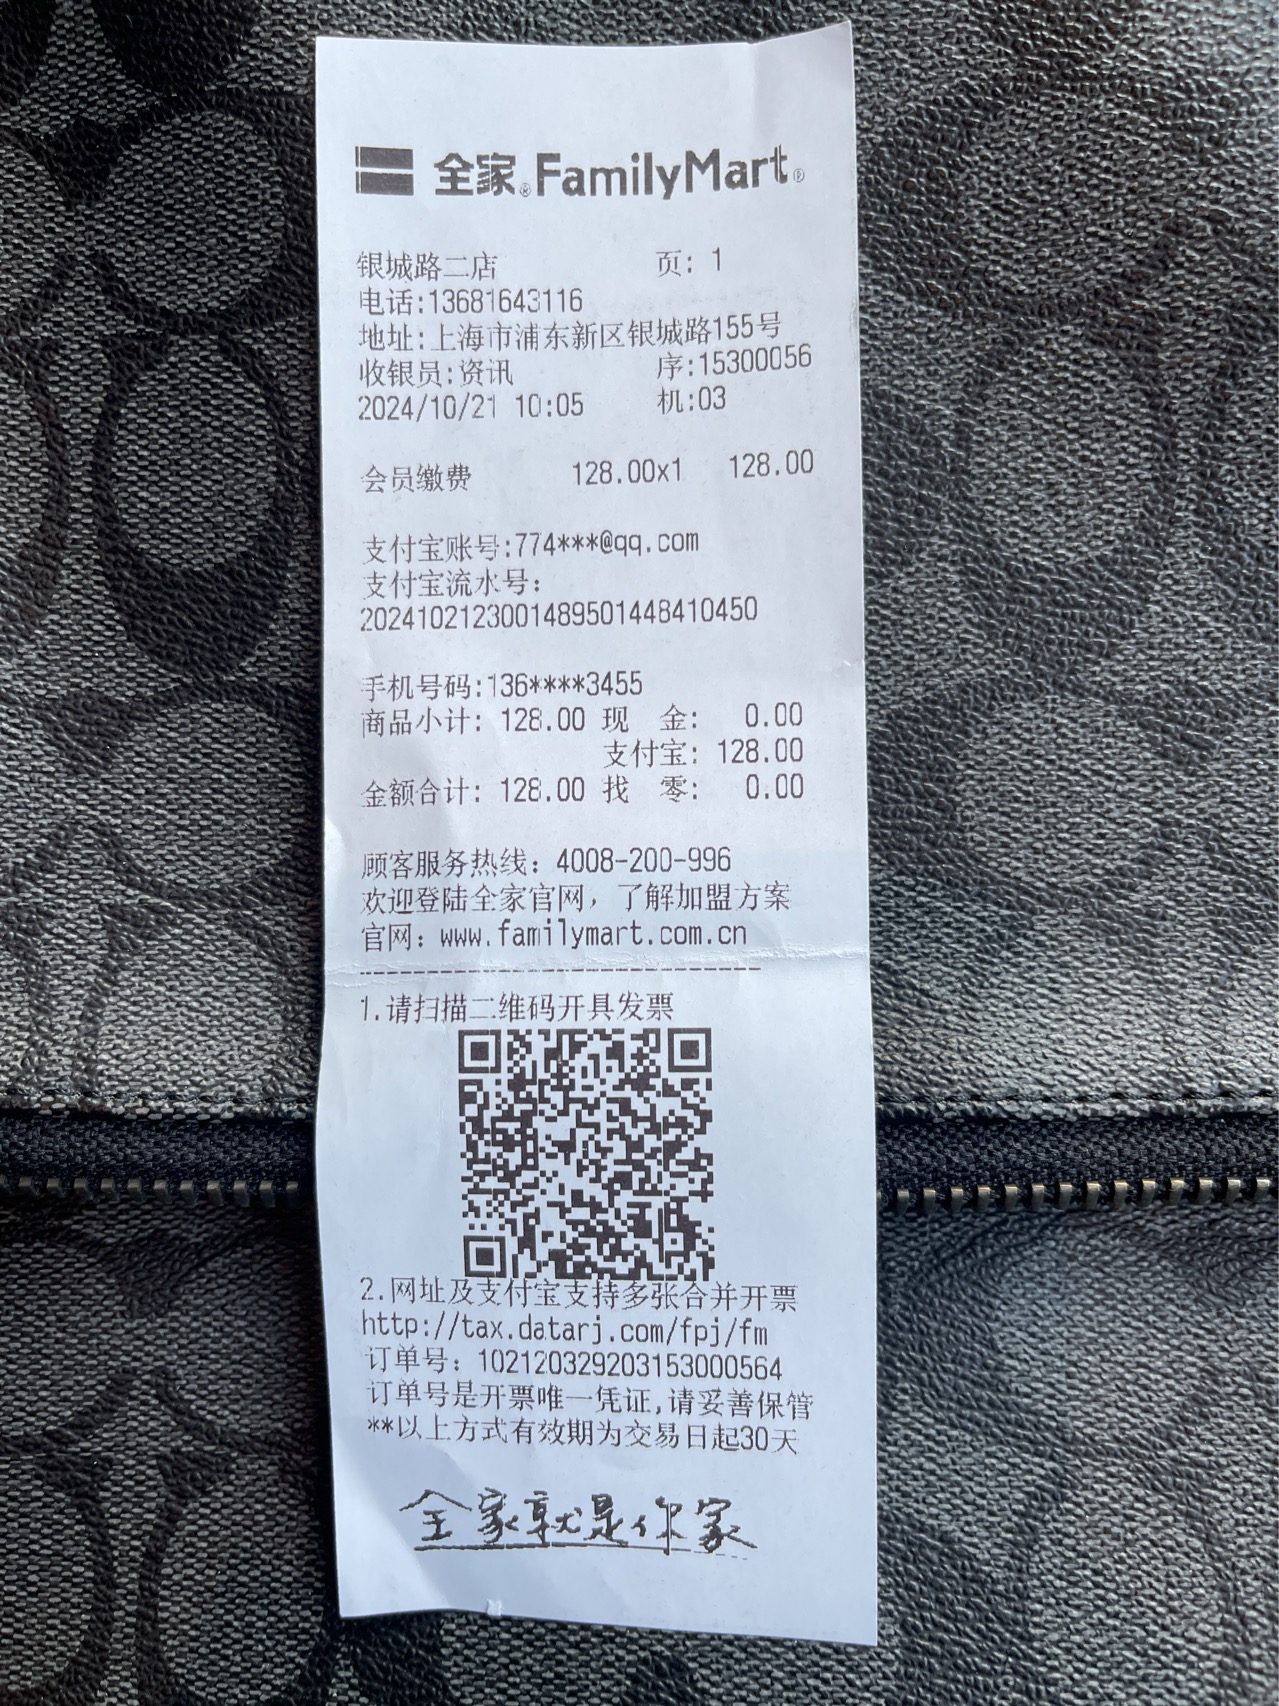 全家® FamilyMart®
银城路二店 页: 1
电话:13681643116
地址:上海市浦东新区银城路155号
收银员:资讯 序:15300056
2024/10/21 10:05 机:03
会员缴费 128.00x1 128.00
支付宝账号:774***@qq.com
支付宝流水号:
2024102123001489501448410450
手机号码:136****3455
商品小计: 128.00 现 金: 0.00
支付宝: 128.00
金额合计: 128.00 找 零: 0.00
顾客服务热线: 4008-200-996
欢迎登陆全家官网, 了解加盟方案
官网: www.familymart.com.cn
1.请扫描二维码开具发票
2.网址及支付宝支持多张合并开票
http://tax.datarj.com/fpj/fm
订单号: 102120329203153000564
订单号是开票唯一凭证,请妥善保管
**以上方式有效期为交易日起30天
全家就是你家